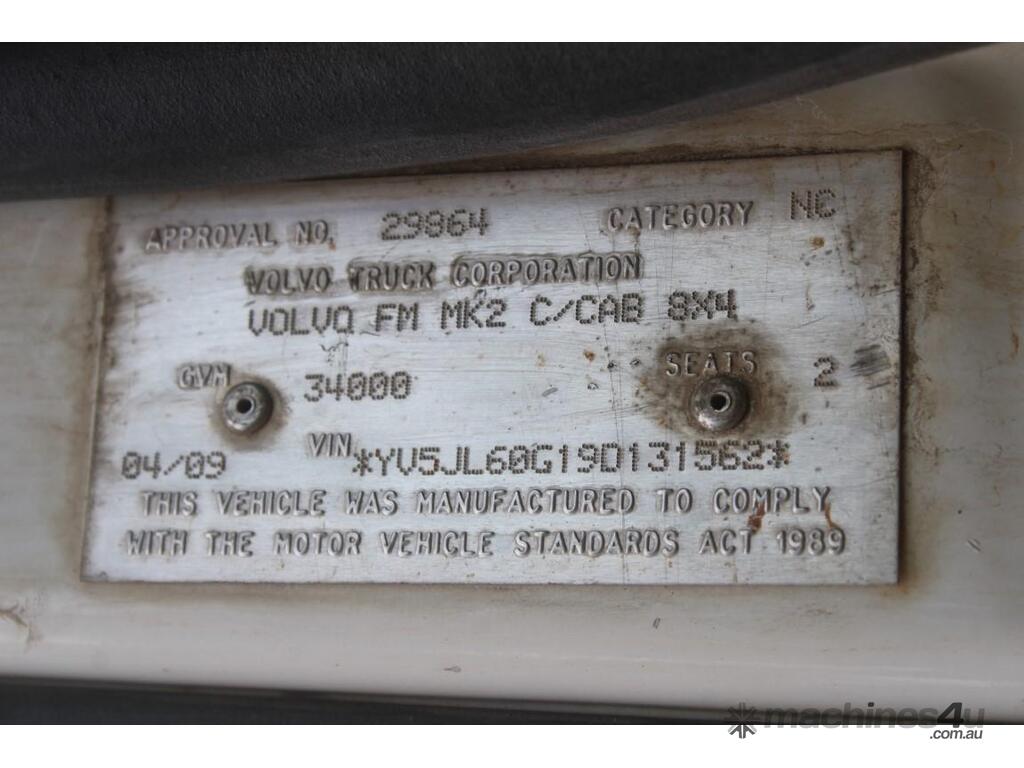 APPROVAL NO. 29864 CATEGORY NC
VOLVO TRUCK CORPORATION
VOLVO FM MK2 C/CAB 8X4
GVM 34000 SEATS 2
04/09 VIN *YV5JL60G19D131562*
THIS VEHICLE WAS MANUFACTURED TO COMPLY
WITH THE MOTOR VEHICLE STANDARDS ACT 1989
machines4u
.com.au